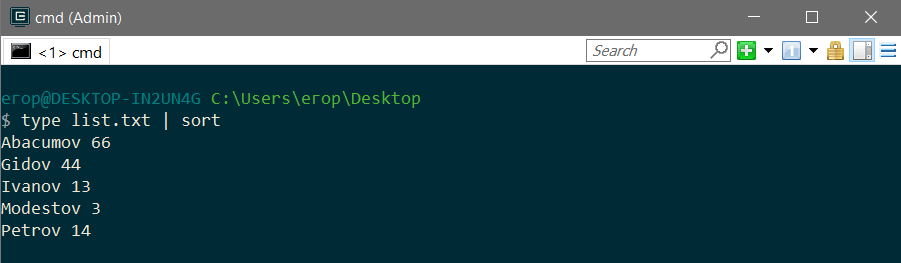 cmd (Admin)
<1> cmd
Search
erop@DESKTOP-IN2UN4G C:\Users\erop\Desktop
$ type list.txt | sort
Abacumov 66
Gidov 44
Ivanov 13
Modestov 3
Petrov 14